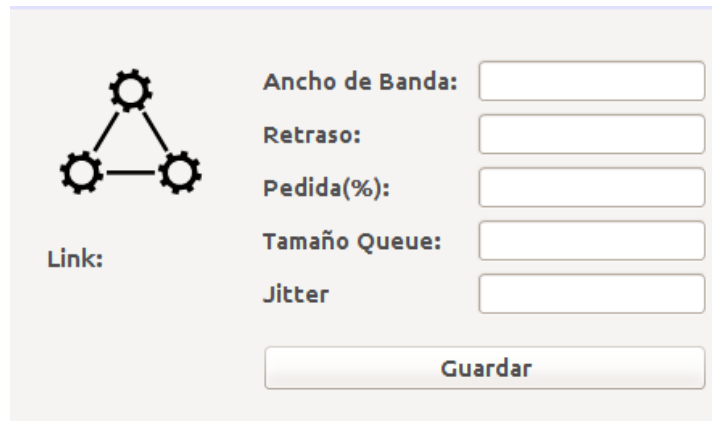 Ancho de Banda:
Retraso:
Pedida(%):
Tamaño Queue:
Link:
Jitter
Guardar